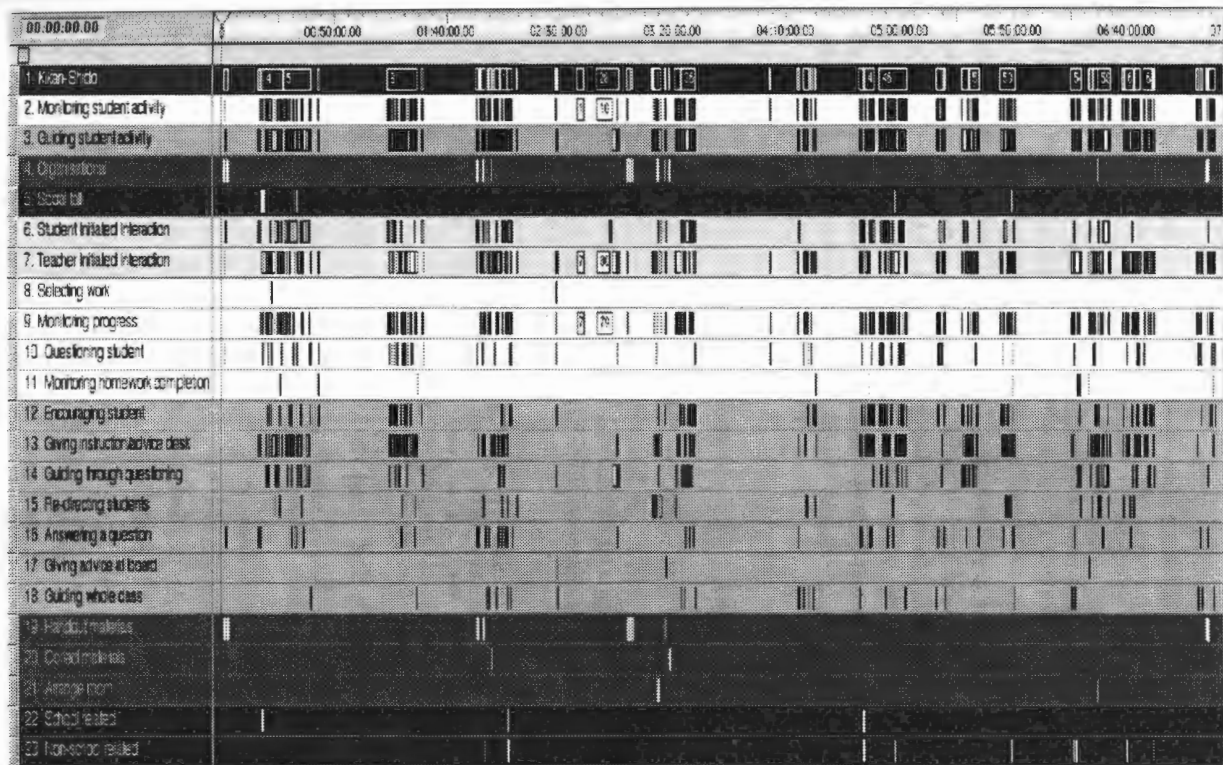 00:00:00.00 0 00:50:00.00 01:40:00.00 02:30:00.00 03:20:00.00 04:10:00.00 05:00:00.00 05:50:00.00 06:40:00.00 07
1. Kikan-Shido
2. Monitoring student activity
3. Guiding student activity
4. Organisational
5. Social talk
6. Student Initiated Interaction
7. Teacher Initiated Interaction
8. Selecting work
9. Monitoring progress
10. Questioning student
11. Monitoring homework completion
12. Encouraging student
13. Giving instruction/advice desk
14. Guiding through questioning
15. Re-directing students
16. Answering a question
17. Giving advice at board
18. Guiding whole class
19. Handout materials
20. Collect materials
21. Arrange room
22. School related
23. Non-school related